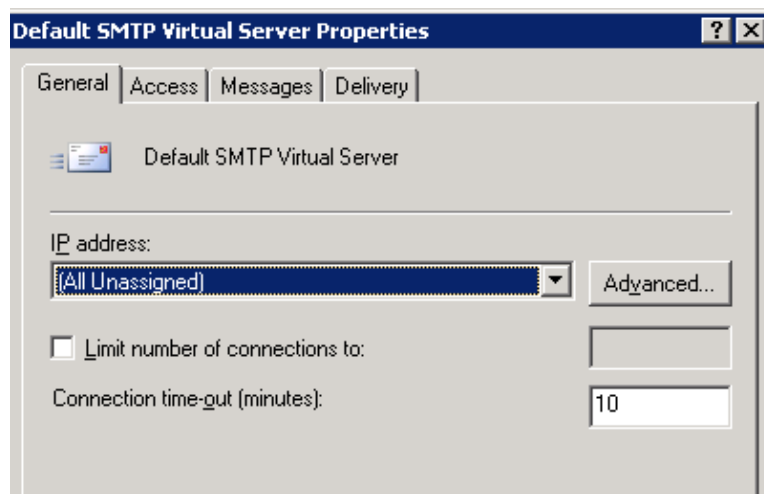 Default SMTP Virtual Server Properties
General Access Messages Delivery
Default SMTP Virtual Server
IP address:
(All Unassigned) Advanced...
Limit number of connections to:
Connection time-out (minutes): 10